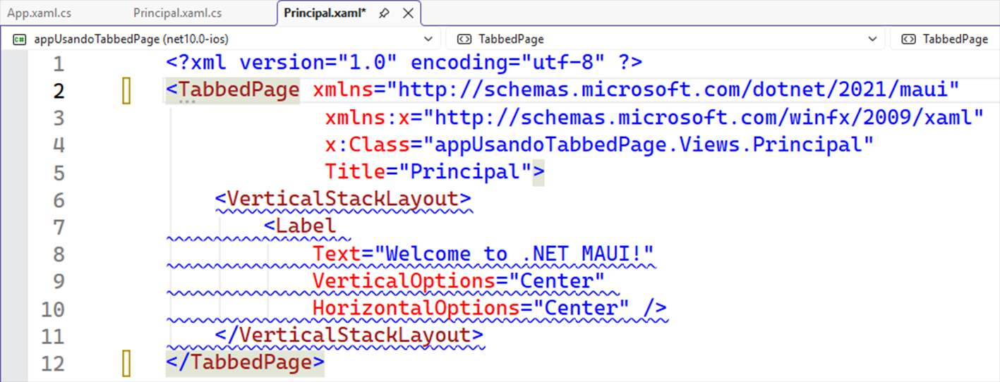 App.xaml.cs Principal.xaml.cs Principal.xaml*
C# appUsandoTabbedPage (net10.0-ios) TabbedPage TabbedPage
1 <?xml version="1.0" encoding="utf-8" ?>
2 <TabbedPage xmlns="http://schemas.microsoft.com/dotnet/2021/maui"
3 xmlns:x="http://schemas.microsoft.com/winfx/2009/xaml"
4 x:Class="appUsandoTabbedPage.Views.Principal"
5 Title="Principal">
6 <VerticalStackLayout>
7 <Label
8 Text="Welcome to .NET MAUI!"
9 VerticalOptions="Center"
10 HorizontalOptions="Center" />
11 </VerticalStackLayout>
12 </TabbedPage>